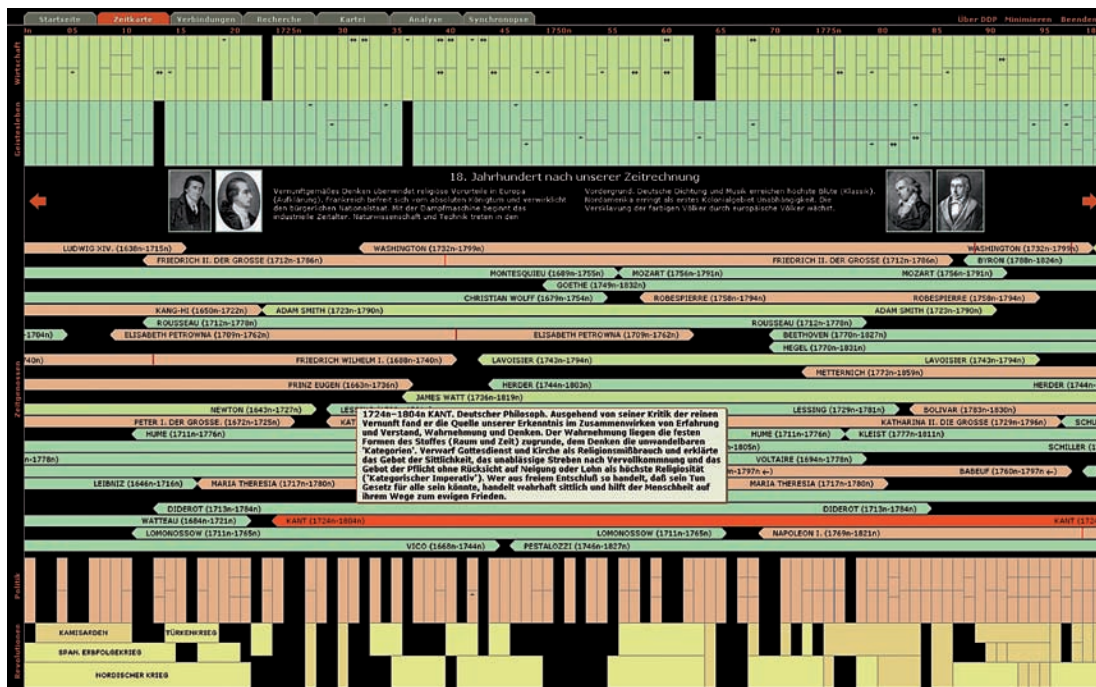 Startseite Zeitkarte Verbindungen Recherche Kartei Analyse Synchronopse Über DDP Minimieren Beenden
05 10 1725n 30 35 40 45 1750n 55 60 65 70 1775n 80 85 90 95
20
Wirtschaft
Geistesleben
18. Jahrhundert nach unserer Zeitrechnung
Vernunftgemäßes Denken überwindet religiöse Vorurteile in Europa
(Aufklärung). Frankreich befreit sich vom absoluten Königtum und verwirklicht
den bürgerlichen Nationalstaat. Mit der Dampfmaschine beginnt das
industrielle Zeitalter. Naturwissenschaft und Technik treten in den
Vordergrund. Deutsche Dichtung und Musik erreichen höchste Blüte (Klassik).
Nordamerika erringt als erstes Kolonialgebiet Unabhängigkeit. Die
Versklavung der farbigen Völker durch europäische Völker wächst.
Zeitgenossen
LUDWIG XIV. (1638n-1715n) WASHINGTON (1732n-1799n) WASHINGTON (1732n-1799n)
FRIEDRICH II. DER GROSSE (1712n-1786n) FRIEDRICH II. DER GROSSE (1712n-1786n) BYRON (1788n-1824n)
MONTESQUIEU (1689n-1755n) MOZART (1756n-1791n) MOZART (1756n-1791n)
GOETHE (1749n-1832n)
CHRISTIAN WOLFF (1679n-1754n) ROBESPIERRE (1758n-1794n) ROBESPIERRE (1758n-1794n)
KANG-HI (1650n-1722n) ADAM SMITH (1723n-1790n) ADAM SMITH (1723n-1790n)
ROUSSEAU (1712n-1778n) ROUSSEAU (1712n-1778n)
-1704n) ELISABETH PETROWNA (1709n-1762n) ELISABETH PETROWNA (1709n-1762n) BEETHOVEN (1770n-1827n)
HEGEL (1770n-1831n)
740n) FRIEDRICH WILHELM I. (1688n-1740n) LAVOISIER (1743n-1794n) LAVOISIER (1743n-1794n)
METTERNICH (1773n-1859n)
PRINZ EUGEN (1663n-1736n) HERDER (1744n-1803n) HERDER (1744n-
JAMES WATT (1736n-1819n)
NEWTON (1643n-1727n) LESSING (1729n-1781n) BOLIVAR (1783n-1830n)
PETER I. DER GROSSE. (1672n-1725n) KAT KATHARINA II. DIE GROSSE (1729n-1796n) SCHU
HUME (1711n-1776n) HUME (1711n-1776n) KLEIST (1777n-1811n)
-1805n) SCHILLER (1
n-1778n) VOLTAIRE (1694n-1778n)
n-1797n ←) BABEUF (1760n-1797n ←)
LEIBNIZ (1646n-1716n) MARIA THERESIA (1717n-1780n) MARIA THERESIA (1717n-1780n)
DIDEROT (1713n-1784n) DIDEROT (1713n-1784n)
WATTEAU (1684n-1721n) KANT (1724n-1804n) KANT (172
LOMONOSSOW (1711n-1765n) LOMONOSSOW (1711n-1765n) NAPOLEON I. (1769n-1821n)
VICO (1668n-1744n) PESTALOZZI (1746n-1827n)
1724n-1804n KANT. Deutscher Philosoph. Ausgehend von seiner Kritik der reinen
Vernunft fand er die Quelle unserer Erkenntnis im Zusammenwirken von Erfahrung
und Verstand, Wahrnehmung und Denken. Der Wahrnehmung liegen die festen
Formen des Stoffes (Raum und Zeit) zugrunde, dem Denken die unwandelbaren
'Kategorien'. Verwarf Gottesdienst und Kirche als Religionsmißbrauch und erklärte
das Gebot der Sittlichkeit, das unablässige Streben nach Vervollkommnung und das
Gebot der Pflicht ohne Rücksicht auf Neigung oder Lohn als höchste Religiosität
('Kategorischer Imperativ'). Wer aus freiem Entschluß so handelt, daß sein Tun
Gesetz für alle sein könnte, handelt wahrhaft sittlich und hilft der Menschheit auf
ihrem Wege zum ewigen Frieden.
Politik
Revolutionen
KAMISARDEN TÜRKENKRIEG
SPAN. ERBFOLGEKRIEG
NORDISCHER KRIEG